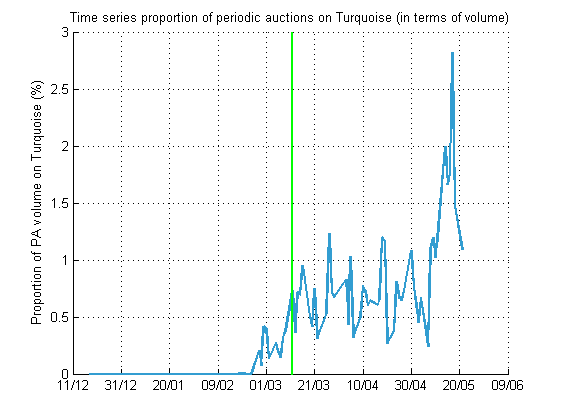 Time series proportion of periodic auctions on Turquoise (in terms of volume)
Proportion of PA volume on Turquoise (%)
3
2.5
2
1.5
1
0.5
0
11/12 31/12 20/01 09/02 01/03 21/03 10/04 30/04 20/05 09/06